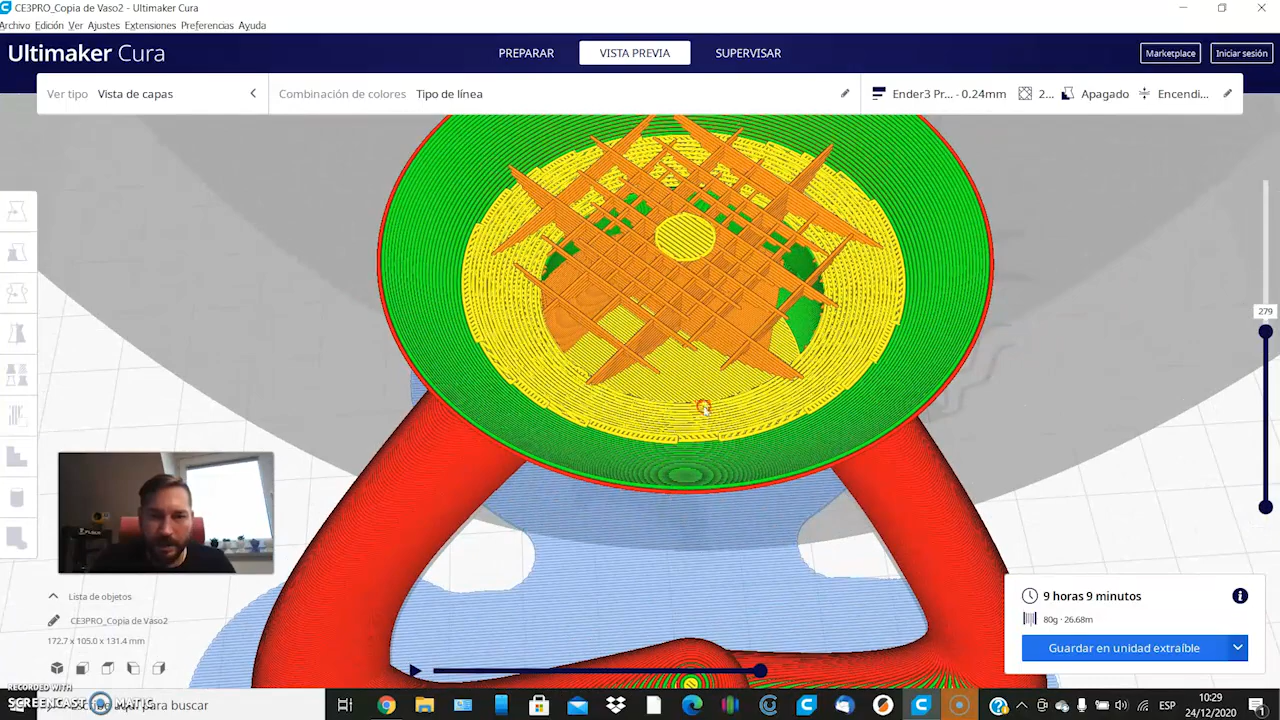 CE3PRO_Copia de Vaso2 - Ultimaker Cura
Archivo Edición Ver Ajustes Extensiones Preferencias Ayuda
Ultimaker Cura
PREPARAR
VISTA PREVIA
SUPERVISAR
Marketplace
Iniciar sesión
Ver tipo Vista de capas
Combinación de colores Tipo de línea
Ender3 Pr... - 0.24mm
2...
Apagado
Encendi...
279
Lista de objetos
CE3PRO_Copia de Vaso2
172.7 x 105.0 x 131.4 mm
9 horas 9 minutos
80g · 26.68m
Guardar en unidad extraíble
RECORDED WITH
SCREENCAST MATIC
para buscar
ESP
10:29
24/12/2020
1